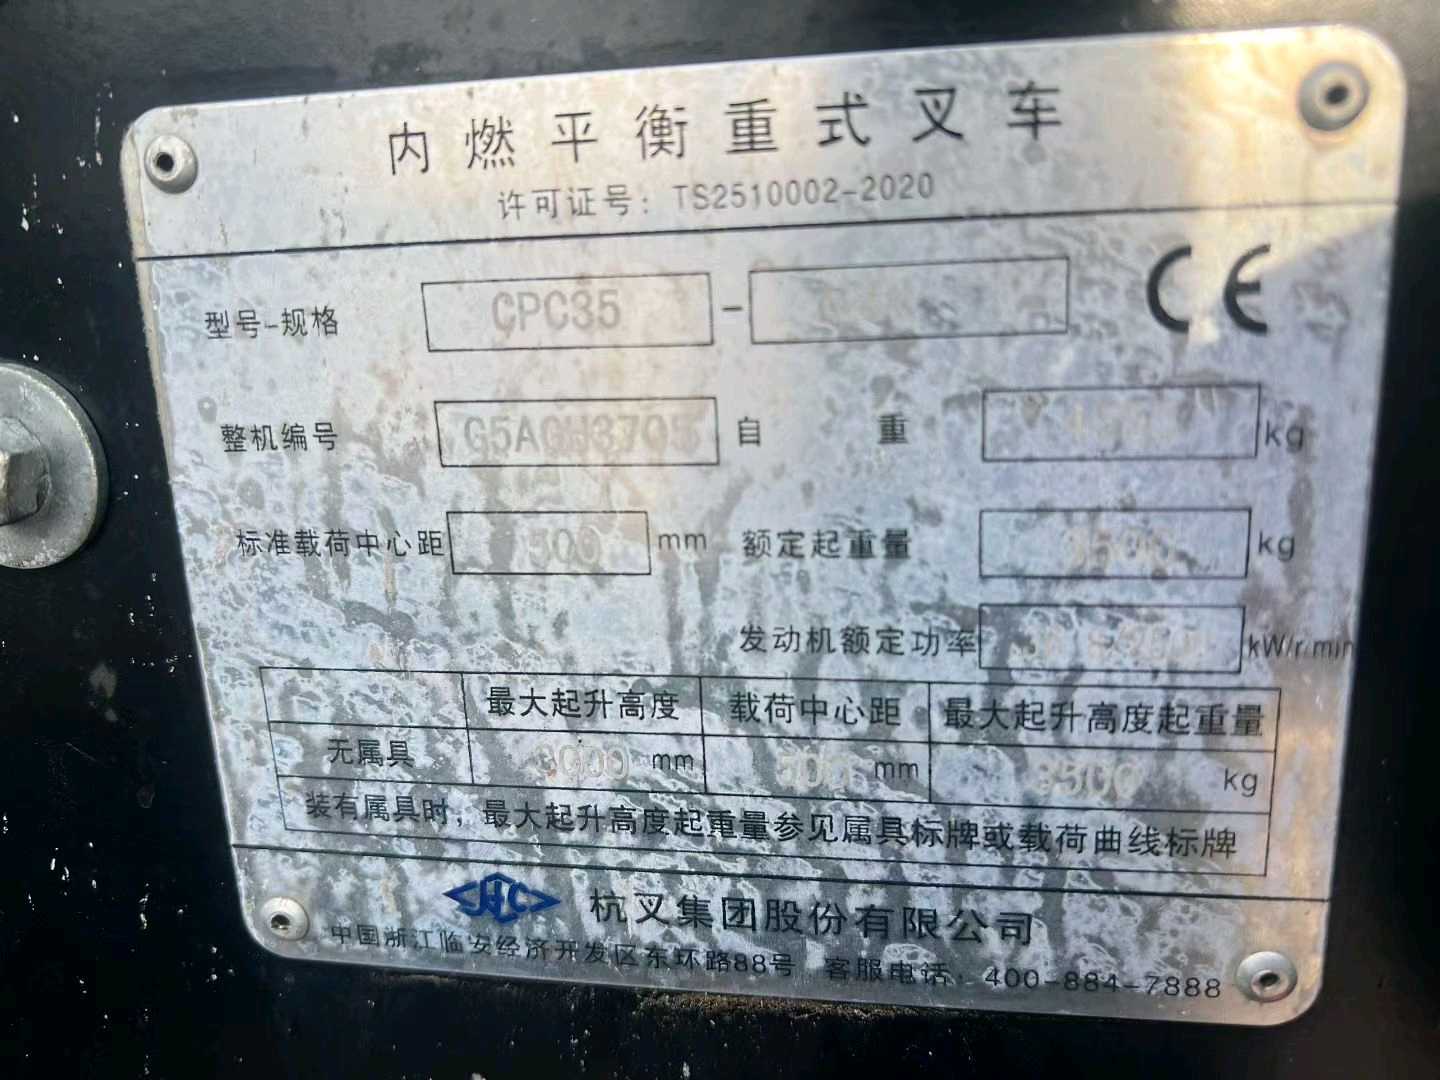 内燃平衡重式叉车
许可证号：TS2510002-2020
型号-规格 CPC35 - CE
整机编号 自重 kg
标准载荷中心距 500 mm 额定起重量 3500 kg
发动机额定功率 kW/r/min
最大起升高度 载荷中心距 最大起升高度起重量
无属具 3000 mm 500 mm 3500 kg
装有属具时，最大起升高度起重量参见属具标牌或载荷曲线标牌
HC 杭叉集团股份有限公司
中国浙江临安经济开发区东环路88号 客服电话：400-884-7888